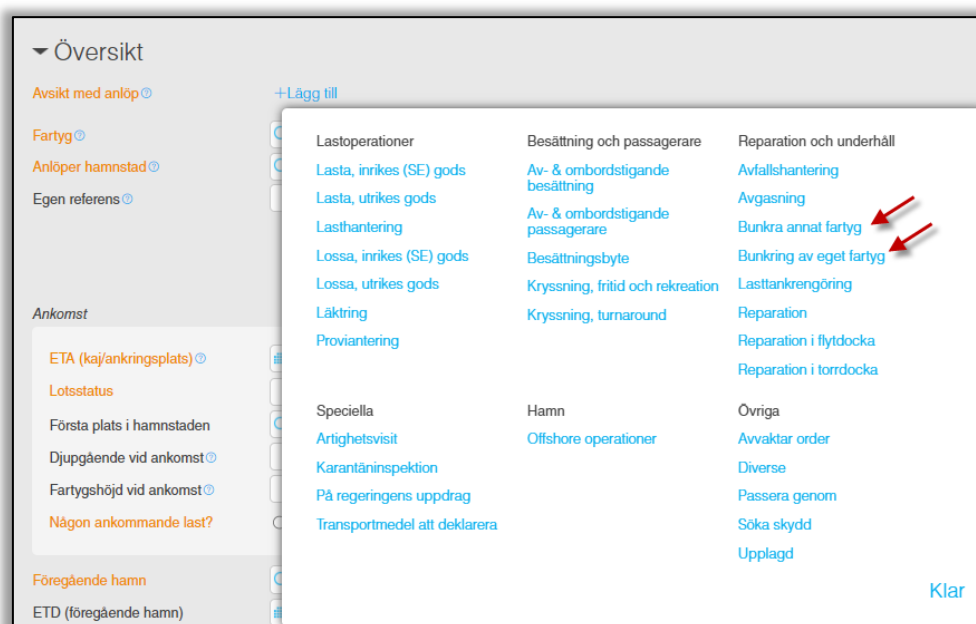 Översikt
Avsikt med anlöp
+Lägg till
Fartyg
Anlöper hamnstad
Egen referens
Ankomst
ETA (kaj/ankringsplats)
Lotsstatus
Första plats i hamnstaden
Djupgående vid ankomst
Fartygshöjd vid ankomst
Någon ankommande last?
Föregående hamn
ETD (föregående hamn)
Lastoperationer
Lasta, inrikes (SE) gods
Lasta, utrikes gods
Lasthantering
Lossa, inrikes (SE) gods
Lossa, utrikes gods
Läktring
Proviantering
Besättning och passagerare
Av- & ombordstigande
besättning
Av- & ombordstigande
passagerare
Besättningsbyte
Kryssning, fritid och rekreation
Kryssning, turnaround
Reparation och underhåll
Avfallshantering
Avgasning
Bunkra annat fartyg
Bunkring av eget fartyg
Lasttankrengöring
Reparation
Reparation i flytdocka
Reparation i torrdocka
Speciella
Artighetsvisit
Karantäninspektion
På regeringens uppdrag
Transportmedel att deklarera
Hamn
Offshore operationer
Övriga
Avvaktar order
Diverse
Passera genom
Söka skydd
Upplagd
Klar